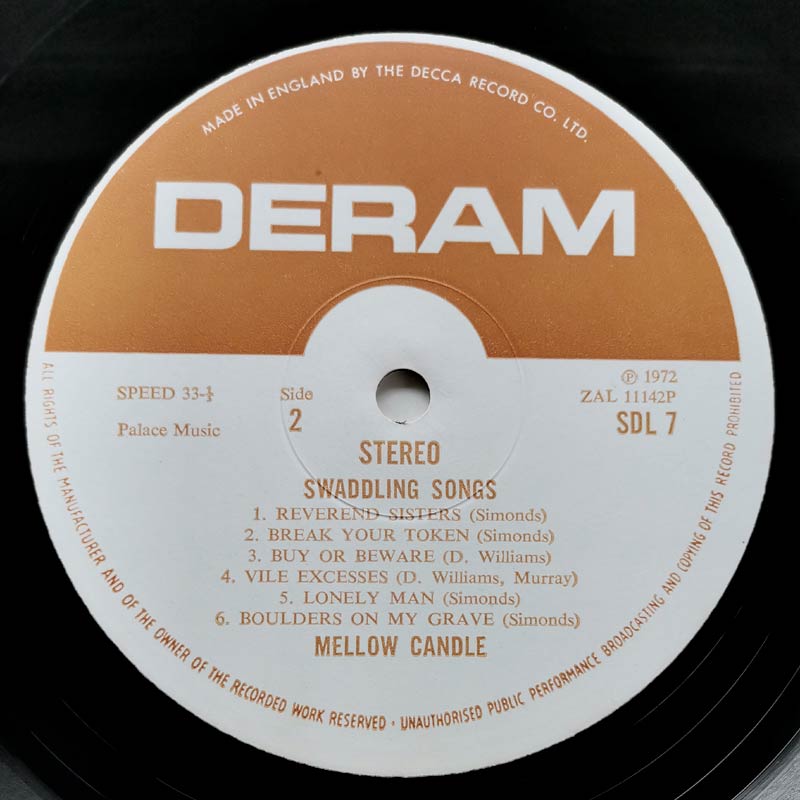 MADE IN ENGLAND BY THE DECCA RECORD CO. LTD.
DERAM
SPEED 33-⅓
Side
℗ 1972
ZAL 11142P
Palace Music
2
SDL 7
STEREO
SWADDLING SONGS
1. REVEREND SISTERS (Simonds)
2. BREAK YOUR TOKEN (Simonds)
3. BUY OR BEWARE (D. Williams)
4. VILE EXCESSES (D. Williams, Murray)
5. LONELY MAN (Simonds)
6. BOULDERS ON MY GRAVE (Simonds)
MELLOW CANDLE
ALL RIGHTS OF THE MANUFACTURER AND OF THE OWNER OF THE RECORDED WORK RESERVED · UNAUTHORISED PUBLIC PERFORMANCE BROADCASTING AND COPYING OF THIS RECORD PROHIBITED